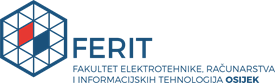 FERIT
FAKULTET ELEKTROTEHNIKE, RAČUNARSTVA
I INFORMACIJSKIH TEHNOLOGIJA OSIJEK